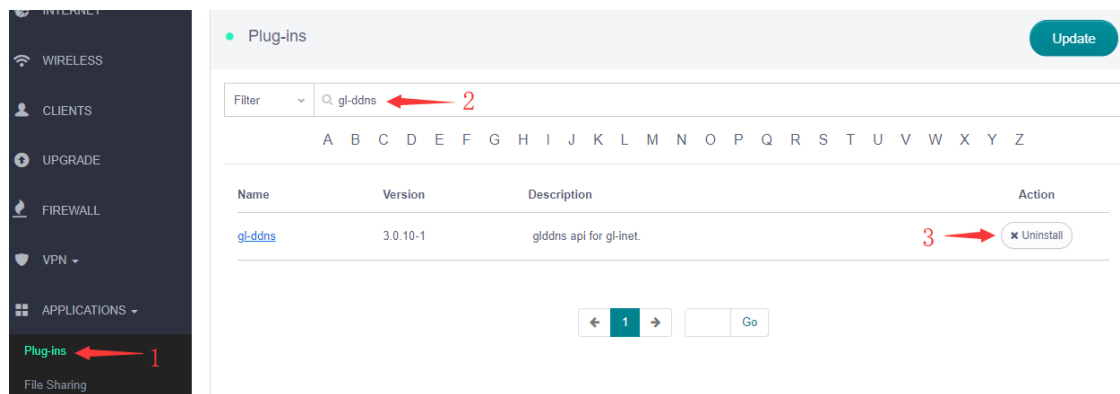 INTERNET
WIRELESS
CLIENTS
UPGRADE
FIREWALL
VPN
APPLICATIONS
Plug-ins
1
File Sharing
Plug-ins
Update
Filter
gl-ddns
2
A B C D E F G H I J K L M N O P Q R S T U V W X Y Z
Name Version Description Action
gl-ddns 3.0.10-1 glddns api for gl-inet. 3 Uninstall
1 Go